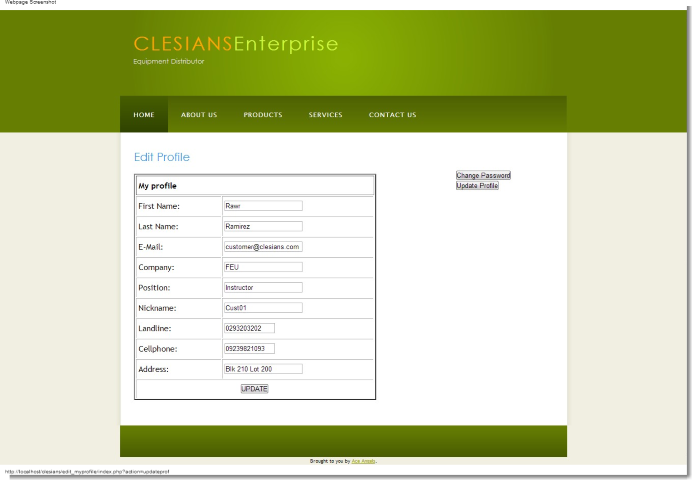 Webpage Screenshot
CLESIANSEnterprise
Equipment Distributor
HOME ABOUT US PRODUCTS SERVICES CONTACT US
Edit Profile
Change Password
Update Profile
My profile
First Name: Rawr
Last Name: Ramirez
E-Mail: customer@clesians.com
Company: FEU
Position: Instructor
Nickname: Cust01
Landline: 0293203202
Cellphone: 09239821093
Address: Blk 210 Lot 200
UPDATE
Brought to you by
http://localhost/clesians/edit_myprofile/index.php?action=updateprof